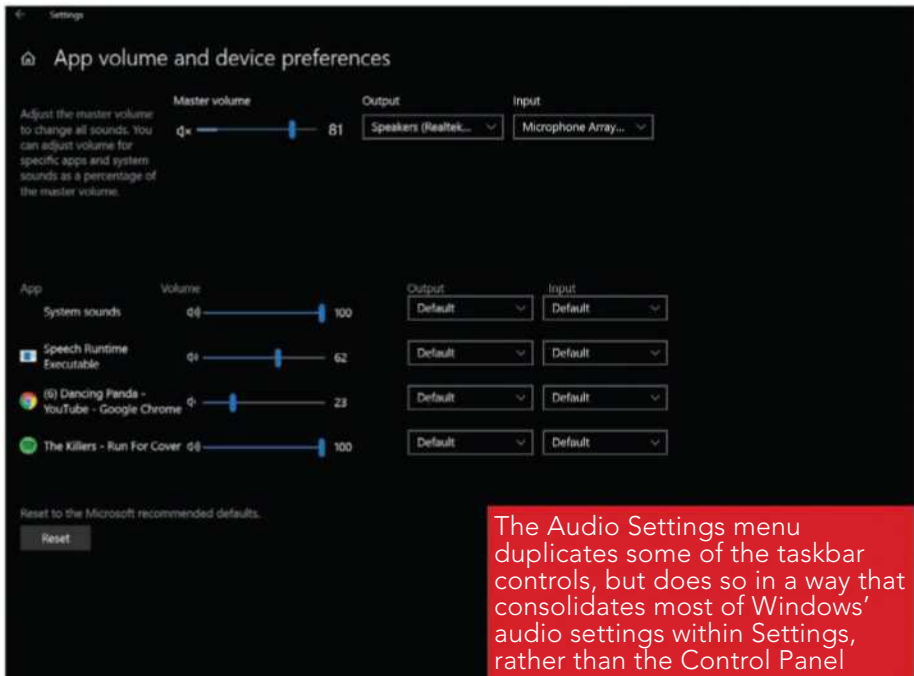 Settings
App volume and device preferences
Master volume
Output
Input
Adjust the master volume
to change all sounds. You
can adjust volume for
specific apps and system
sounds as a percentage of
the master volume.
81
Speakers (Realtek...
Microphone Array...
App
Volume
Output
Input
System sounds
100
Default
Default
Speech Runtime
Executable
62
Default
Default
(6) Dancing Panda -
YouTube - Google Chrome
23
Default
Default
The Killers - Run For Cover
100
Default
Default
Reset to the Microsoft recommended defaults.
Reset
The Audio Settings menu
duplicates some of the taskbar
controls, but does so in a way that
consolidates most of Windows’
audio settings within Settings,
rather than the Control Panel